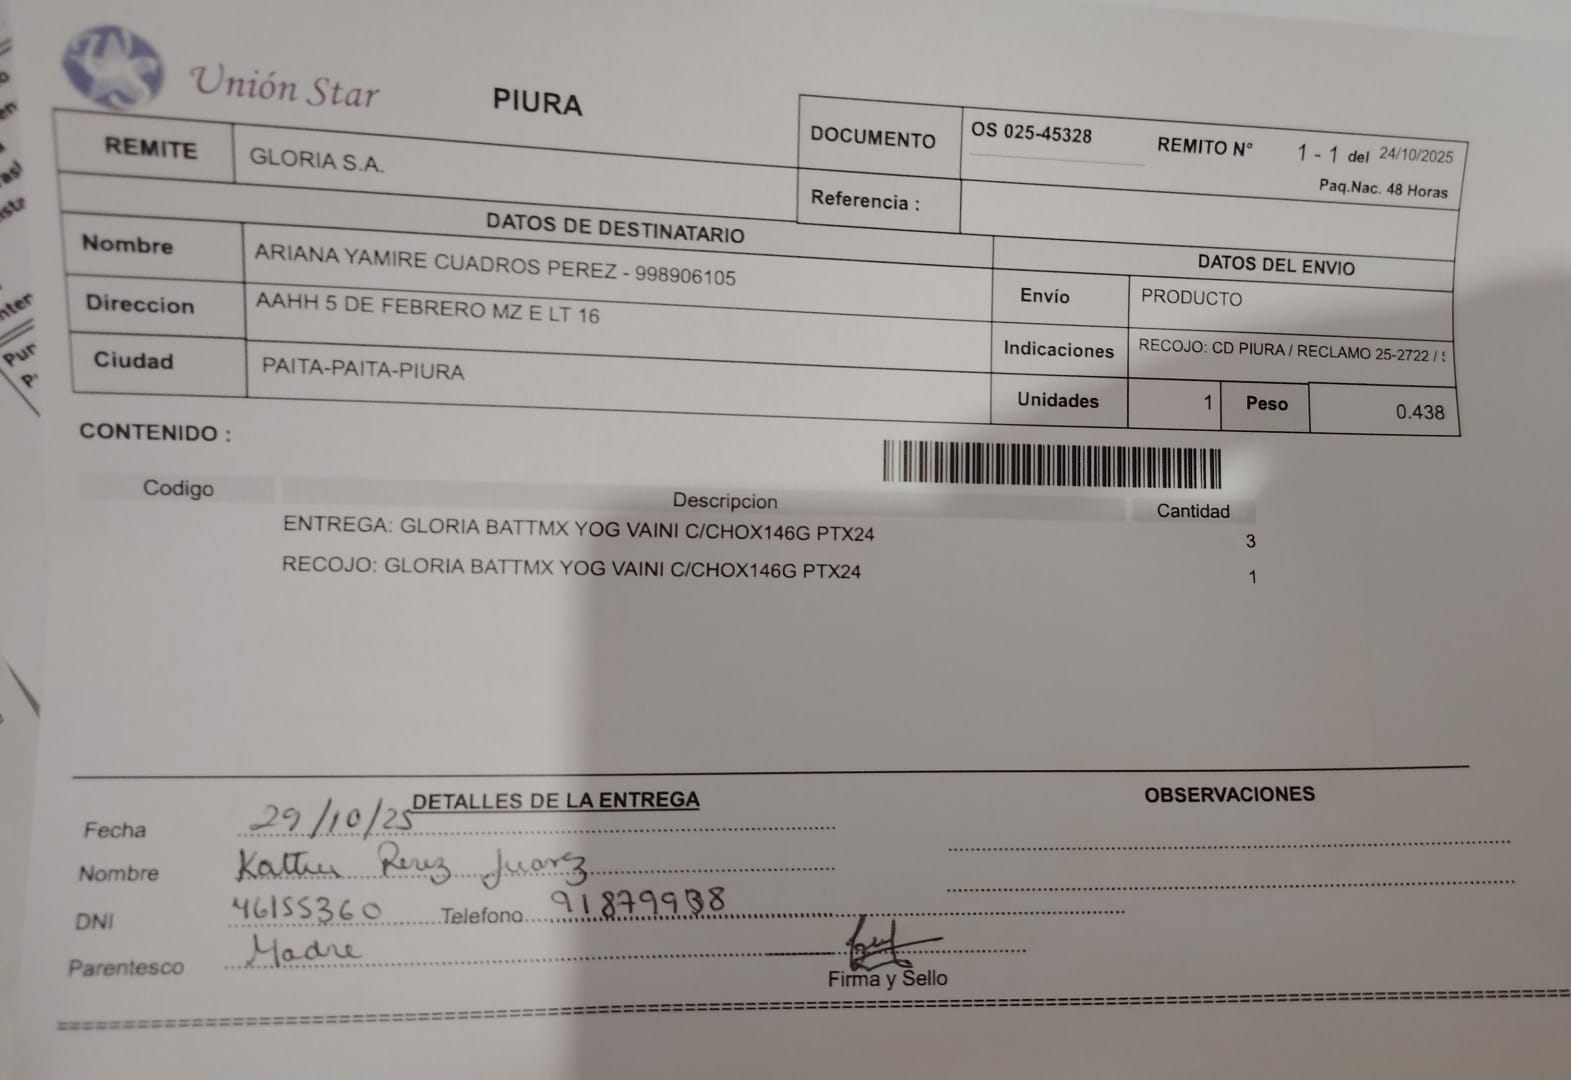 Unión Star
PIURA
REMITE GLORIA S.A.
DOCUMENTO OS 025-45328 REMITO N° 1 - 1 del 24/10/2025
Paq.Nac. 48 Horas
Referencia :
DATOS DE DESTINATARIO
Nombre ARIANA YAMIRE CUADROS PEREZ - 998906105
Direccion AAHH 5 DE FEBRERO MZ E LT 16
Ciudad PAITA-PAITA-PIURA
DATOS DEL ENVIO
Envío PRODUCTO
Indicaciones RECOJO: CD PIURA / RECLAMO 25-2722 /
Unidades 1 Peso 0.438
CONTENIDO :
Codigo Descripcion Cantidad
ENTREGA: GLORIA BATTMX YOG VAINI C/CHOX146G PTX24 3
RECOJO: GLORIA BATTMX YOG VAINI C/CHOX146G PTX24 1
DETALLES DE LA ENTREGA
Fecha 29/10/25
Nombre Perez Juarez
DNI 46155360 Telefono
Parentesco Madre
Firma y Sello
OBSERVACIONES